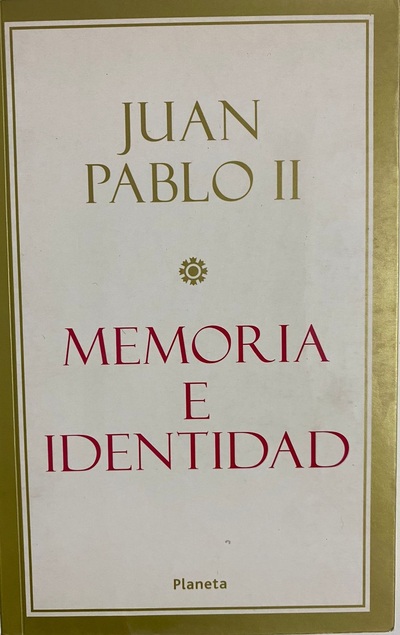 JUAN
PABLO II
MEMORIA
E
IDENTIDAD
Planeta